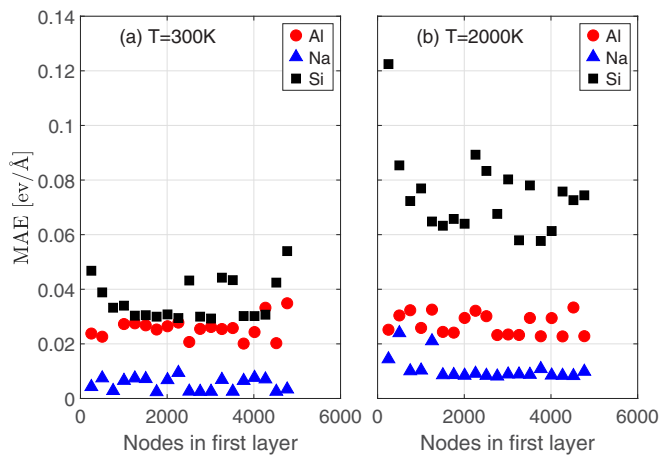 (a) T=300K
Al
Na
Si
(b) T=2000K
Al
Na
Si
MAE [ev/Å]
0.14
0.12
0.1
0.08
0.06
0.04
0.02
0
0 2000 4000 6000
0 2000 4000 6000
Nodes in first layer
Nodes in first layer